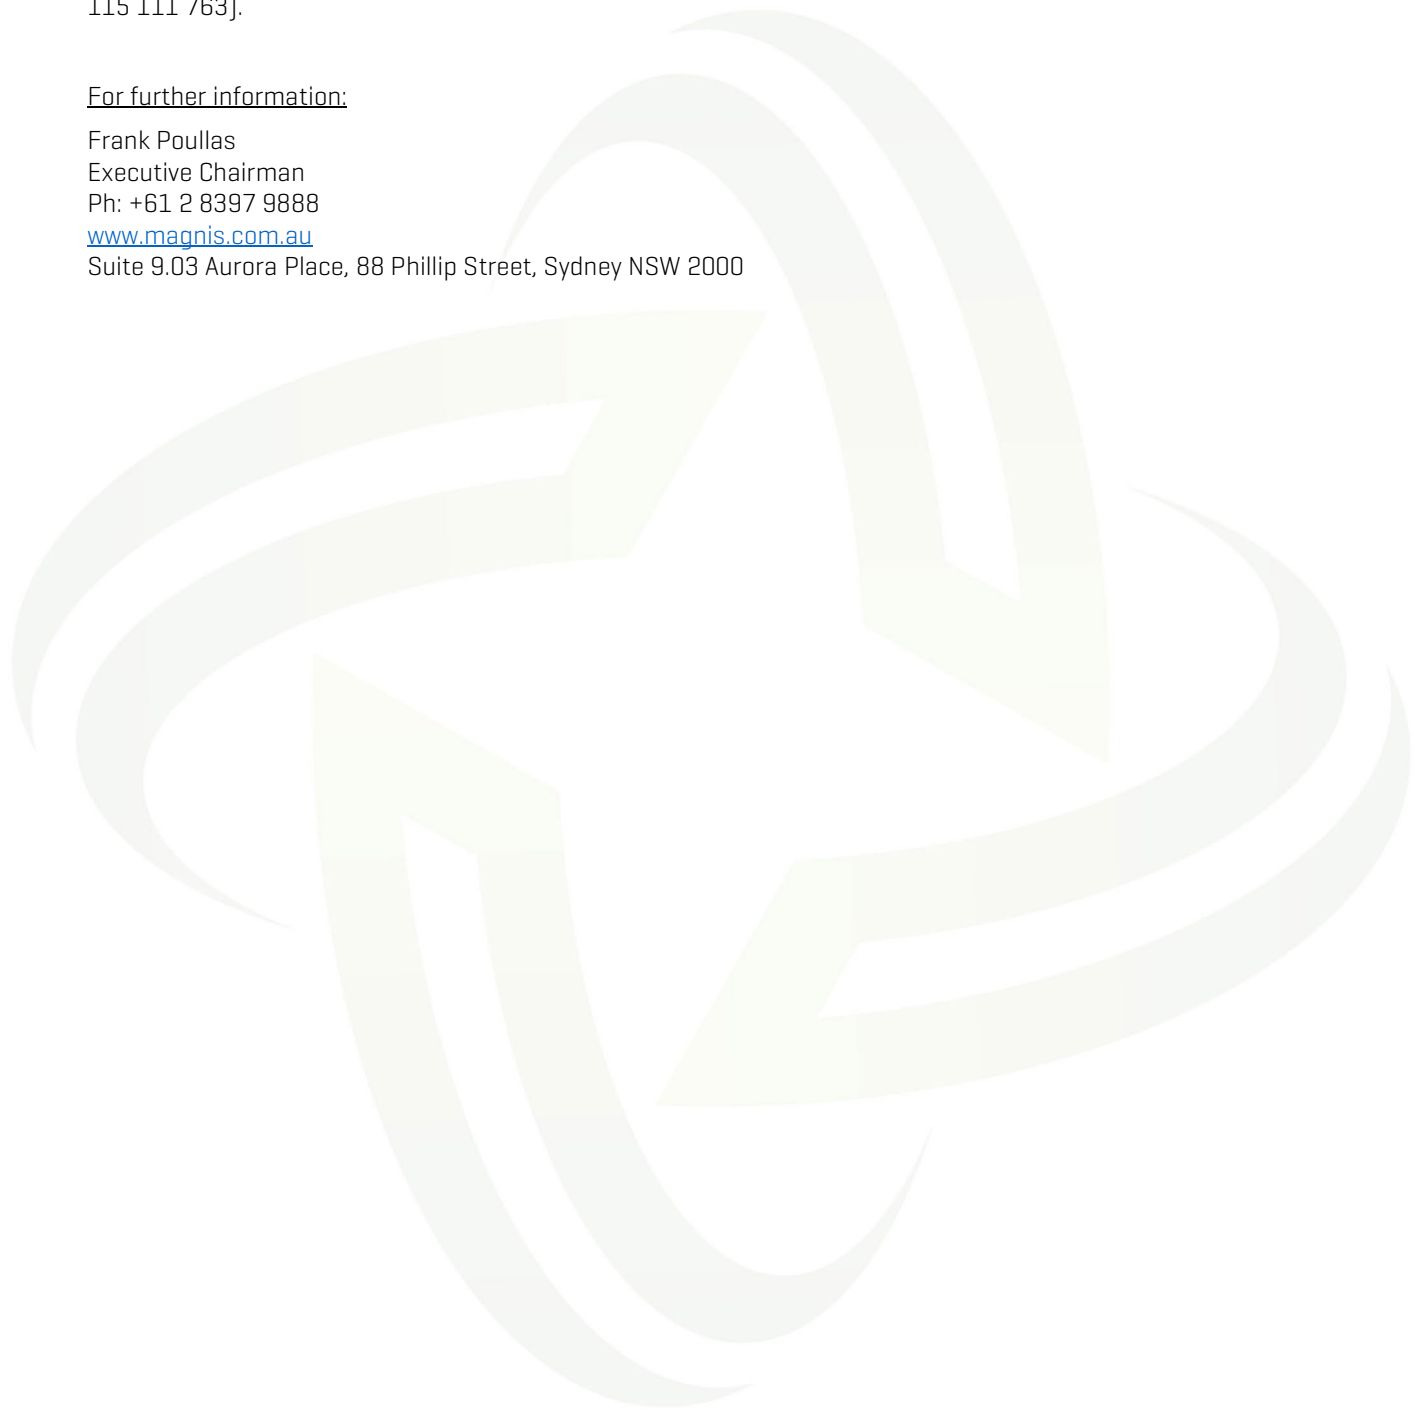 115 111 763).
For further information:
Frank Poullas
Executive Chairman
Ph: +61 2 8397 9888
www.magnis.com.au
Suite 9.03 Aurora Place, 88 Phillip Street, Sydney NSW 2000